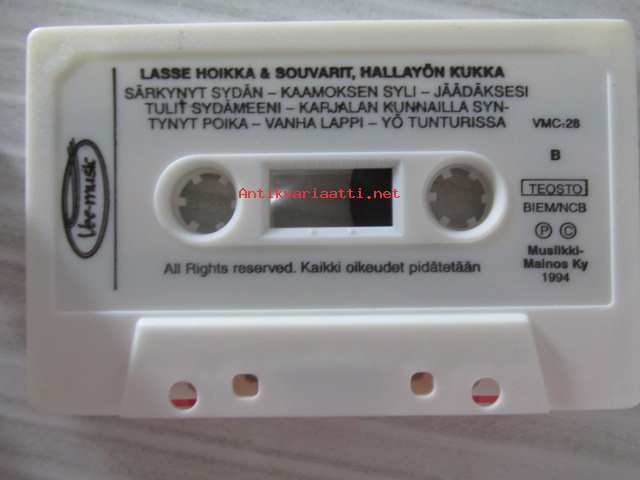 LASSE HOIKKA & SOUVARIT, HALLAYÖN KUKKA
SÄRKYNYT SYDÄN – KAAMOKSEN SYLI – JÄÄDÄKSESI
TULIT SYDÄMEENI – KARJALAN KUNNAILLA SYN-
TYNYT POIKA – VANHA LAPPI – YÖ TUNTURISSA
VMC-28
B
TEOSTO
BIEM/NCB
Ⓟ Ⓒ
Musiikki-
Mainos Ky
1994
Antikvariaatti.net
All Rights reserved. Kaikki oikeudet pidätetään